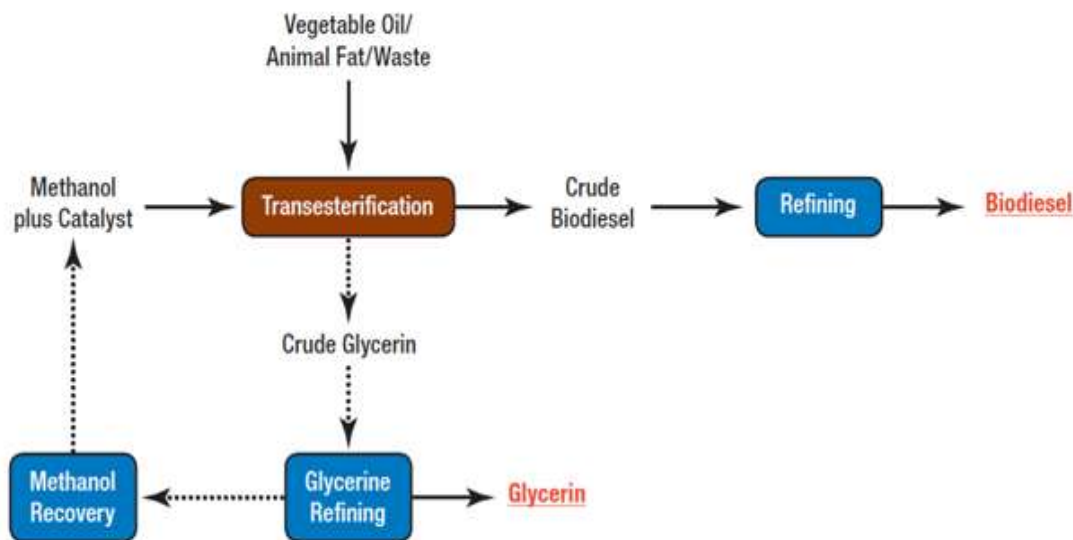 Vegetable Oil/
Animal Fat/Waste
Methanol
plus Catalyst
Transesterification
Crude
Biodiesel
Refining
Biodiesel
Crude Glycerin
Methanol
Recovery
Glycerine
Refining
Glycerin